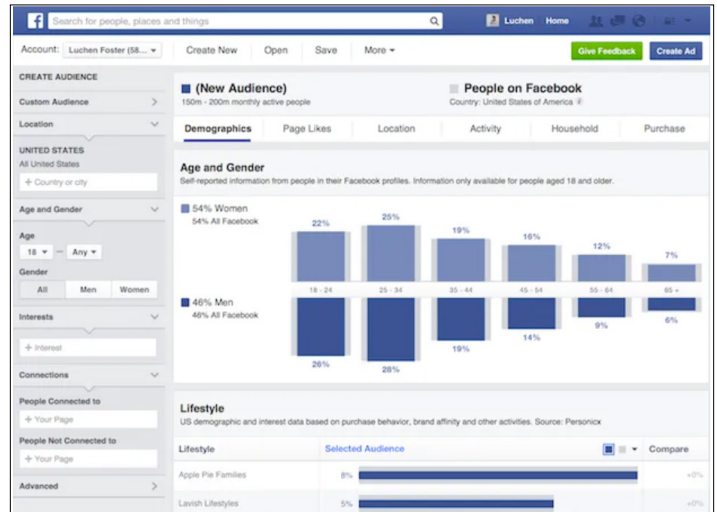 f
Search for people, places and things
Luchen
Home
Account:
Luchen Foster (58...
Create New
Open
Save
More
Give Feedback
Create Ad
CREATE AUDIENCE
Custom Audience
Location
UNITED STATES
All United States
+ Country or city
Age and Gender
Age
18 — Any
Gender
All
Men
Women
Interests
+ Interest
Connections
People Connected to
+ Your Page
People Not Connected to
+ Your Page
Advanced
(New Audience)
150m - 200m monthly active people
People on Facebook
Country: United States of America
Demographics
Page Likes
Location
Activity
Household
Purchase
Age and Gender
Self-reported information from people in their Facebook profiles. Information only available for people aged 18 and older.
54% Women
54% All Facebook
22%
25%
19%
16%
12%
7%
18 - 24
25 - 34
35 - 44
45 - 54
55 - 64
65 +
46% Men
46% All Facebook
26%
28%
19%
14%
9%
6%
Lifestyle
US demographic and interest data based on purchase behavior, brand affinity and other activities. Source: Personicx
Lifestyle
Selected Audience
Compare
Apple Pie Families
8%
+0%
Lavish Lifestyles
5%
+0%